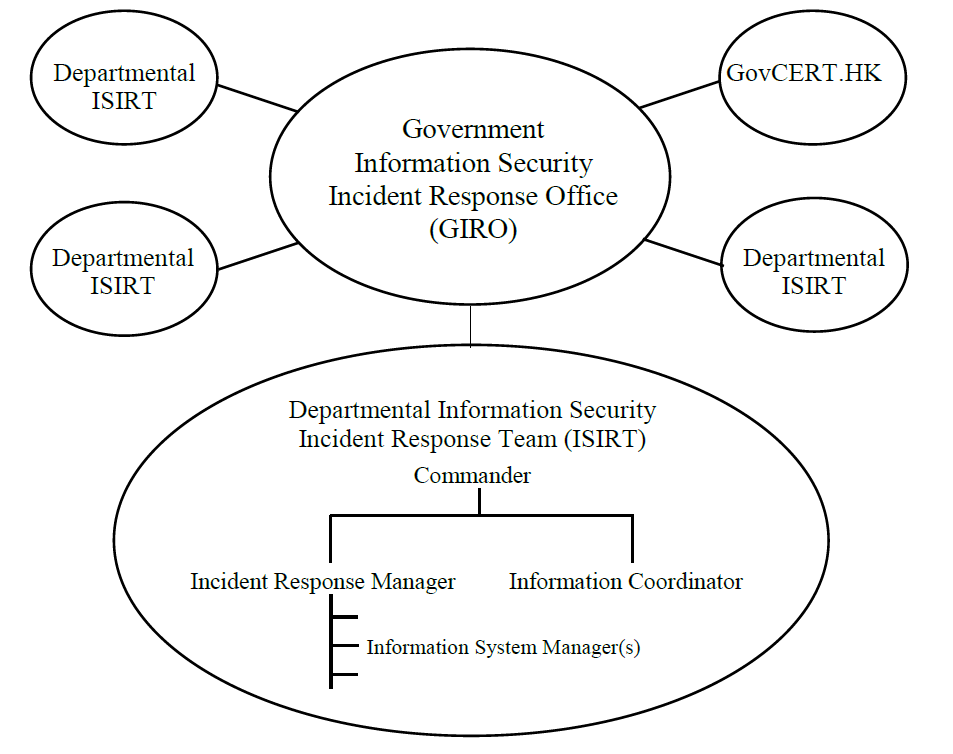 Departmental
ISIRT
GovCERT.HK
Government
Information Security
Incident Response Office
(GIRO)
Departmental
ISIRT
Departmental
ISIRT
Departmental Information Security
Incident Response Team (ISIRT)
Commander
Incident Response Manager
Information Coordinator
Information System Manager(s)